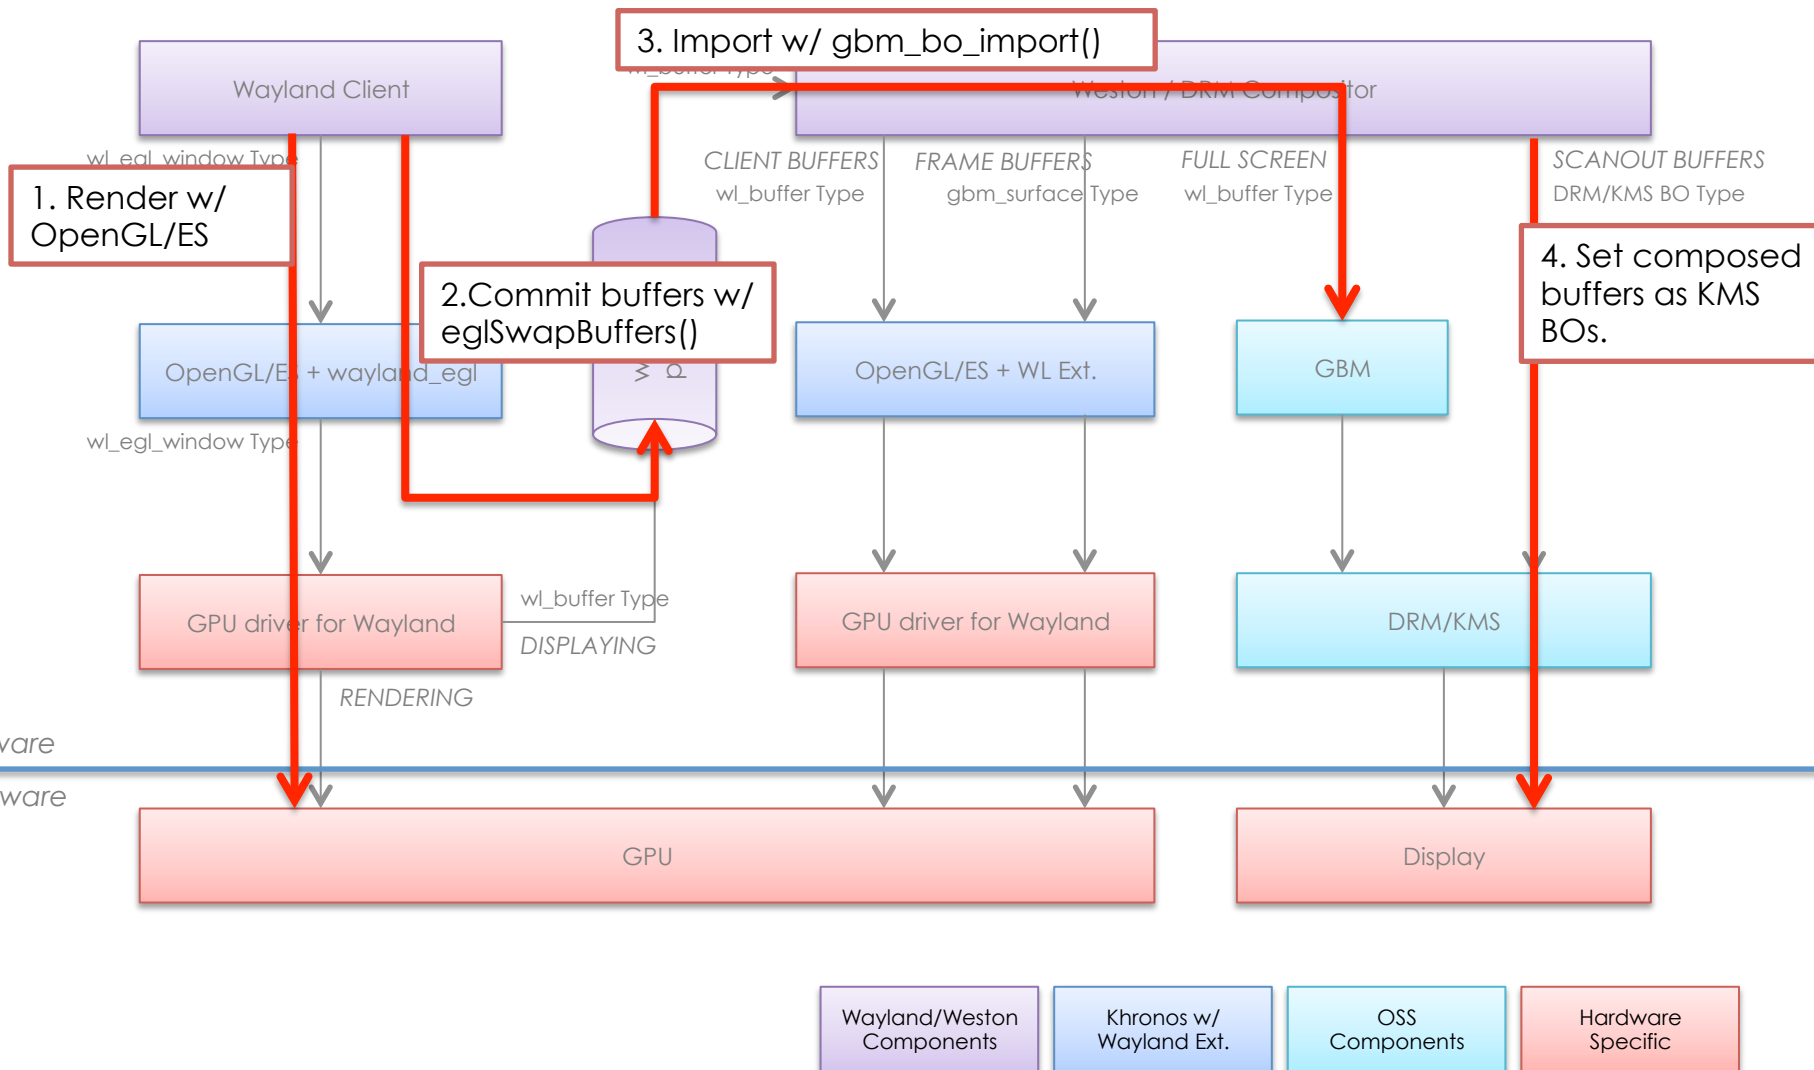 3. Import w/ gbm_bo_import()
wl_buffer Type
Wayland Client
Weston / DRM Compositor
wl_egl_window Type
CLIENT BUFFERS
wl_buffer Type
FRAME BUFFERS
gbm_surface Type
FULL SCREEN
wl_buffer Type
SCANOUT BUFFERS
DRM/KMS BO Type
1. Render w/
OpenGL/ES
2.Commit buffers w/
eglSwapBuffers()
4. Set composed
buffers as KMS
BOs.
OpenGL/ES + wayland_egl
w
p
OpenGL/ES + WL Ext.
GBM
wl_egl_window Type
GPU driver for Wayland
wl_buffer Type
DISPLAYING
GPU driver for Wayland
DRM/KMS
RENDERING
ware
ware
GPU
Display
Wayland/Weston
Components
Khronos w/
Wayland Ext.
OSS
Components
Hardware
Specific